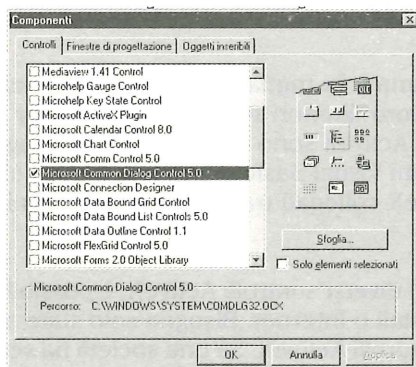 Componenti
Controlli Finestre di progettazione Oggetti inseribili
Mediaview 1.41 Control
Microhelp Gauge Control
Microhelp Key State Control
Microsoft ActiveX Plugin
Microsoft Calendar Control 8.0
Microsoft Chart Control
Microsoft Comm Control 5.0
Microsoft Common Dialog Control 5.0
Microsoft Connection Designer
Microsoft Data Bound Grid Control
Microsoft Data Bound List Controls 5.0
Microsoft Data Outline Control 1.1
Microsoft FlexGrid Control 5.0
Microsoft Forms 2.0 Object Library
Sfoglia...
Solo elementi selezionati
Microsoft Common Dialog Control 5.0
Percorso: C:\WINDOWS\SYSTEM\COMDLG32.OCX
OK Annulla Applica